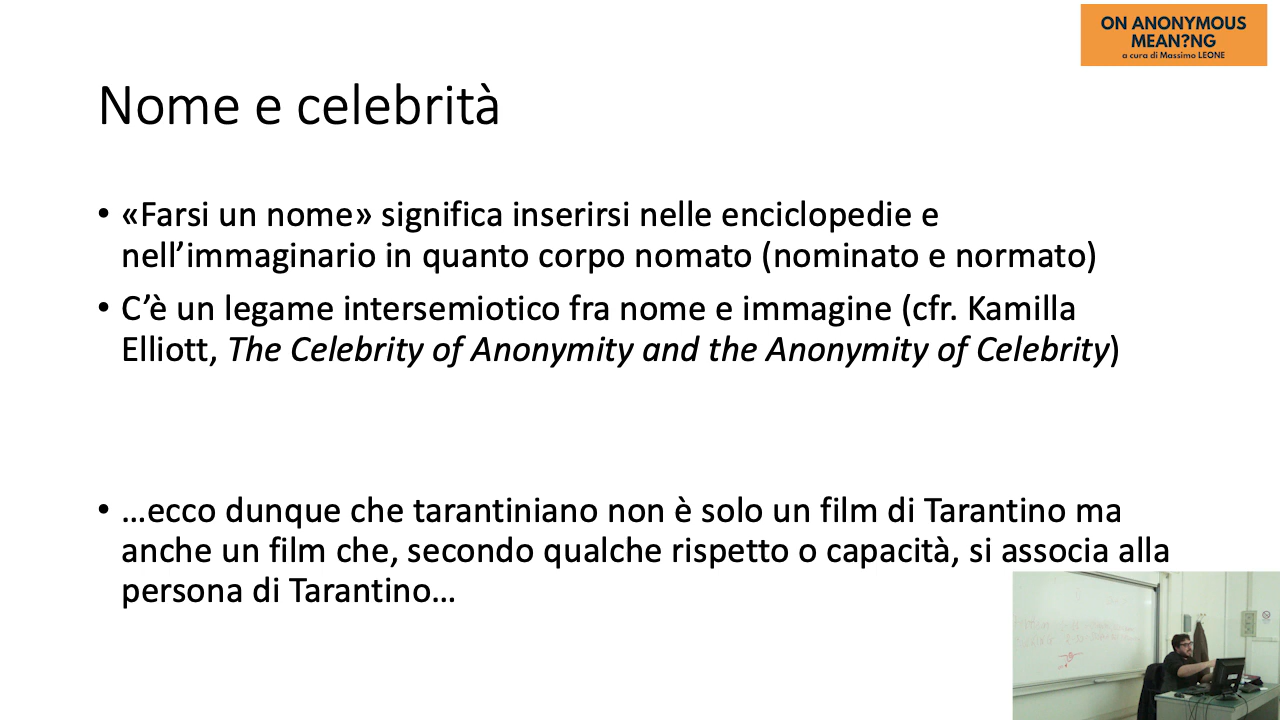 ON ANONYMOUS
MEAN?NG
a cura di Massimo LEONE
Nome e celebrità
• «Farsi un nome» significa inserirsi nelle enciclopedie e
nell’immaginario in quanto corpo nomato (nominato e normato)
• C’è un legame intersemiotico fra nome e immagine (cfr. Kamilla
Elliott, The Celebrity of Anonymity and the Anonymity of Celebrity)
• …ecco dunque che tarantiniano non è solo un film di Tarantino ma
anche un film che, secondo qualche rispetto o capacità, si associa alla
persona di Tarantino…